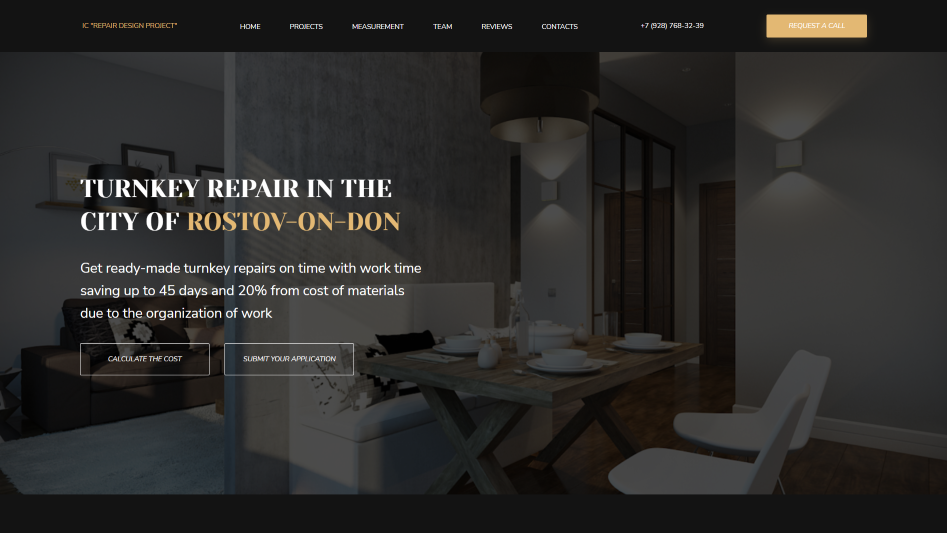 IC "REPAIR DESIGN PROJECT"
HOME
PROJECTS
MEASUREMENT
TEAM
REVIEWS
CONTACTS
+7 (928) 768-32-39
REQUEST A CALL
TURNKEY REPAIR IN THE
CITY OF ROSTOV-ON-DON
Get ready-made turnkey repairs on time with work time
saving up to 45 days and 20% from cost of materials
due to the organization of work
CALCULATE THE COST
SUBMIT YOUR APPLICATION